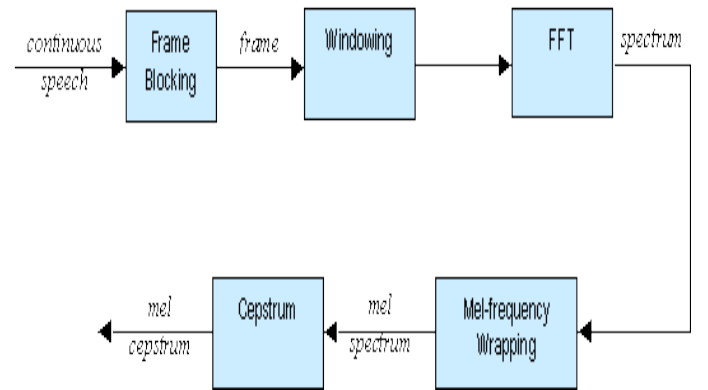 continuous
speech
Frame
Blocking
frame
Windowing
FFT
spectrum
Mel-frequency
Wrapping
mel
spectrum
Cepstrum
mel
cepstrum